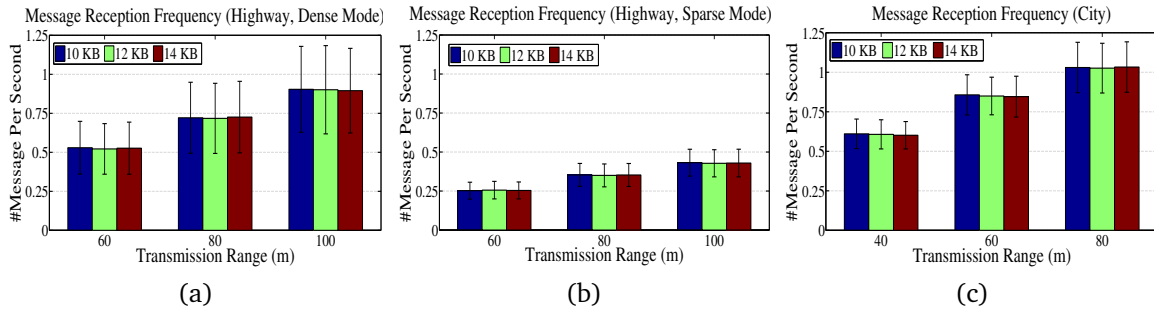 Message Reception Frequency (Highway, Dense Mode)
1.25
1
0.75
0.5
0.25
0
#Message Per Second
10 KB 12 KB 14 KB
60 80 100
Transmission Range (m)
(a)
Message Reception Frequency (Highway, Sparse Mode)
1.25
1
0.75
0.5
0.25
0
#Message Per Second
10 KB 12 KB 14 KB
60 80 100
Transmission Range (m)
(b)
Message Reception Frequency (City)
1.25
1
0.75
0.5
0.25
0
#Message Per Second
10 KB 12 KB 14 KB
40 60 80
Transmission Range (m)
(c)